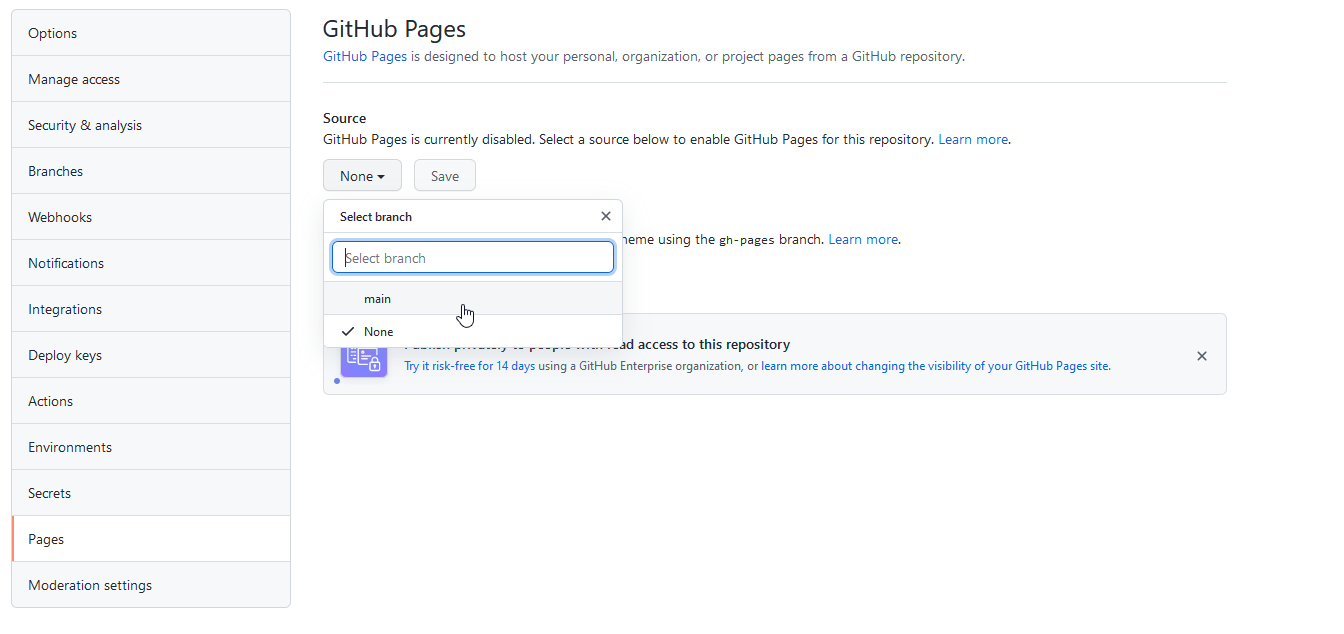 Options
Manage access
Security & analysis
Branches
Webhooks
Notifications
Integrations
Deploy keys
Actions
Environments
Secrets
Pages
Moderation settings
GitHub Pages
GitHub Pages is designed to host your personal, organization, or project pages from a GitHub repository.
Source
GitHub Pages is currently disabled. Select a source below to enable GitHub Pages for this repository. Learn more.
None
Save
Select branch
using the gh-pages branch. Learn more.
Select branch
main
None
access to this repository
Try it risk-free for 14 days using a GitHub Enterprise organization, or learn more about changing the visibility of your GitHub Pages site.